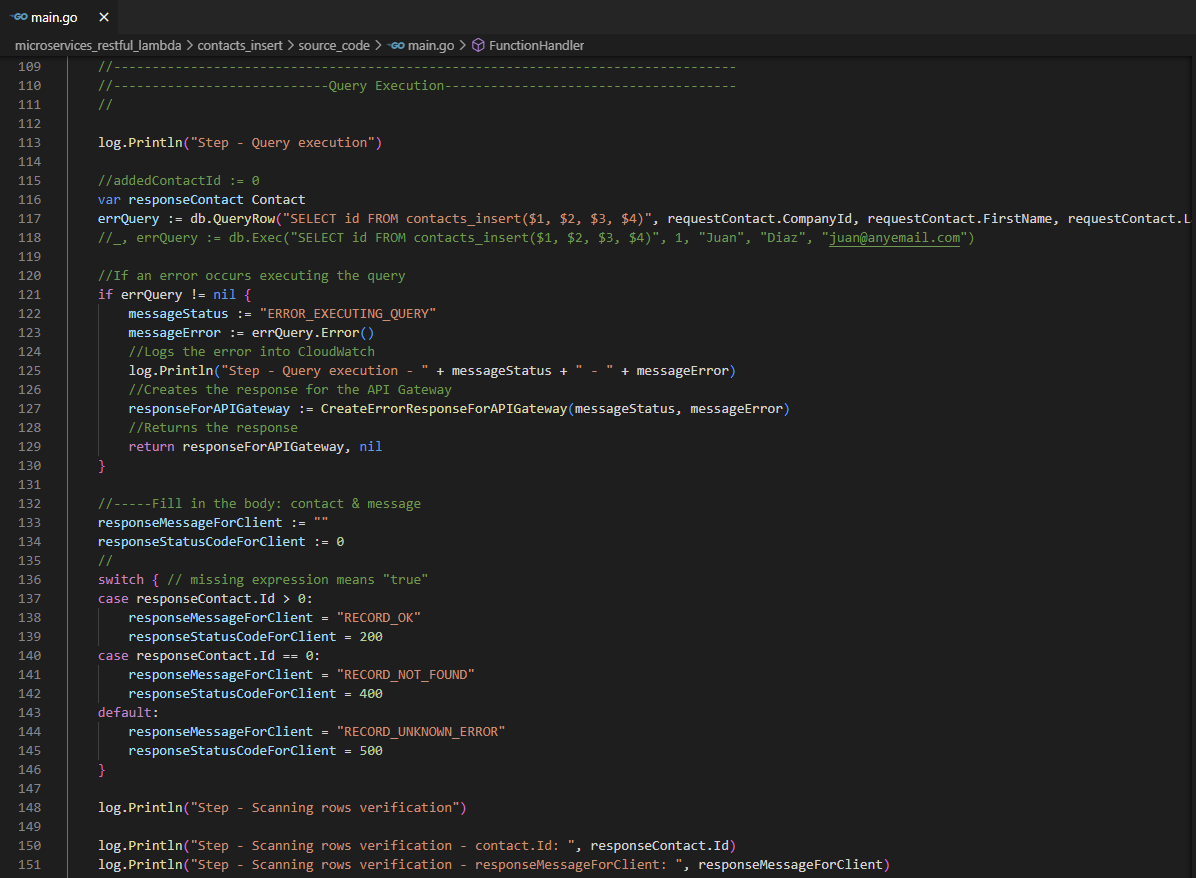 GO main.go ×
microservices_restful_lambda > contacts_insert > source_code > GO main.go > FunctionHandler
109 //---------------------------------------------------------------------------------
110 //----------------------------Query Execution--------------------------------------
111 //
112
113 log.Println("Step - Query execution")
114
115 //addedContactId := 0
116 var responseContact Contact
117 errQuery := db.QueryRow("SELECT id FROM contacts_insert($1, $2, $3, $4)", requestContact.CompanyId, requestContact.FirstName, requestContact.L
118 //_, errQuery := db.Exec("SELECT id FROM contacts_insert($1, $2, $3, $4)", 1, "Juan", "Diaz", "juan@anyemail.com")
119
120 //If an error occurs executing the query
121 if errQuery != nil {
122 messageStatus := "ERROR_EXECUTING_QUERY"
123 messageError := errQuery.Error()
124 //Logs the error into CloudWatch
125 log.Println("Step - Query execution - " + messageStatus + " - " + messageError)
126 //Creates the response for the API Gateway
127 responseForAPIGateway := CreateErrorResponseForAPIGateway(messageStatus, messageError)
128 //Returns the response
129 return responseForAPIGateway, nil
130 }
131
132 //-----Fill in the body: contact & message
133 responseMessageForClient := ""
134 responseStatusCodeForClient := 0
135 //
136 switch { // missing expression means "true"
137 case responseContact.Id > 0:
138 responseMessageForClient = "RECORD_OK"
139 responseStatusCodeForClient = 200
140 case responseContact.Id == 0:
141 responseMessageForClient = "RECORD_NOT_FOUND"
142 responseStatusCodeForClient = 400
143 default:
144 responseMessageForClient = "RECORD_UNKNOWN_ERROR"
145 responseStatusCodeForClient = 500
146 }
147
148 log.Println("Step - Scanning rows verification")
149
150 log.Println("Step - Scanning rows verification - contact.Id: ", responseContact.Id)
151 log.Println("Step - Scanning rows verification - responseMessageForClient: ", responseMessageForClient)